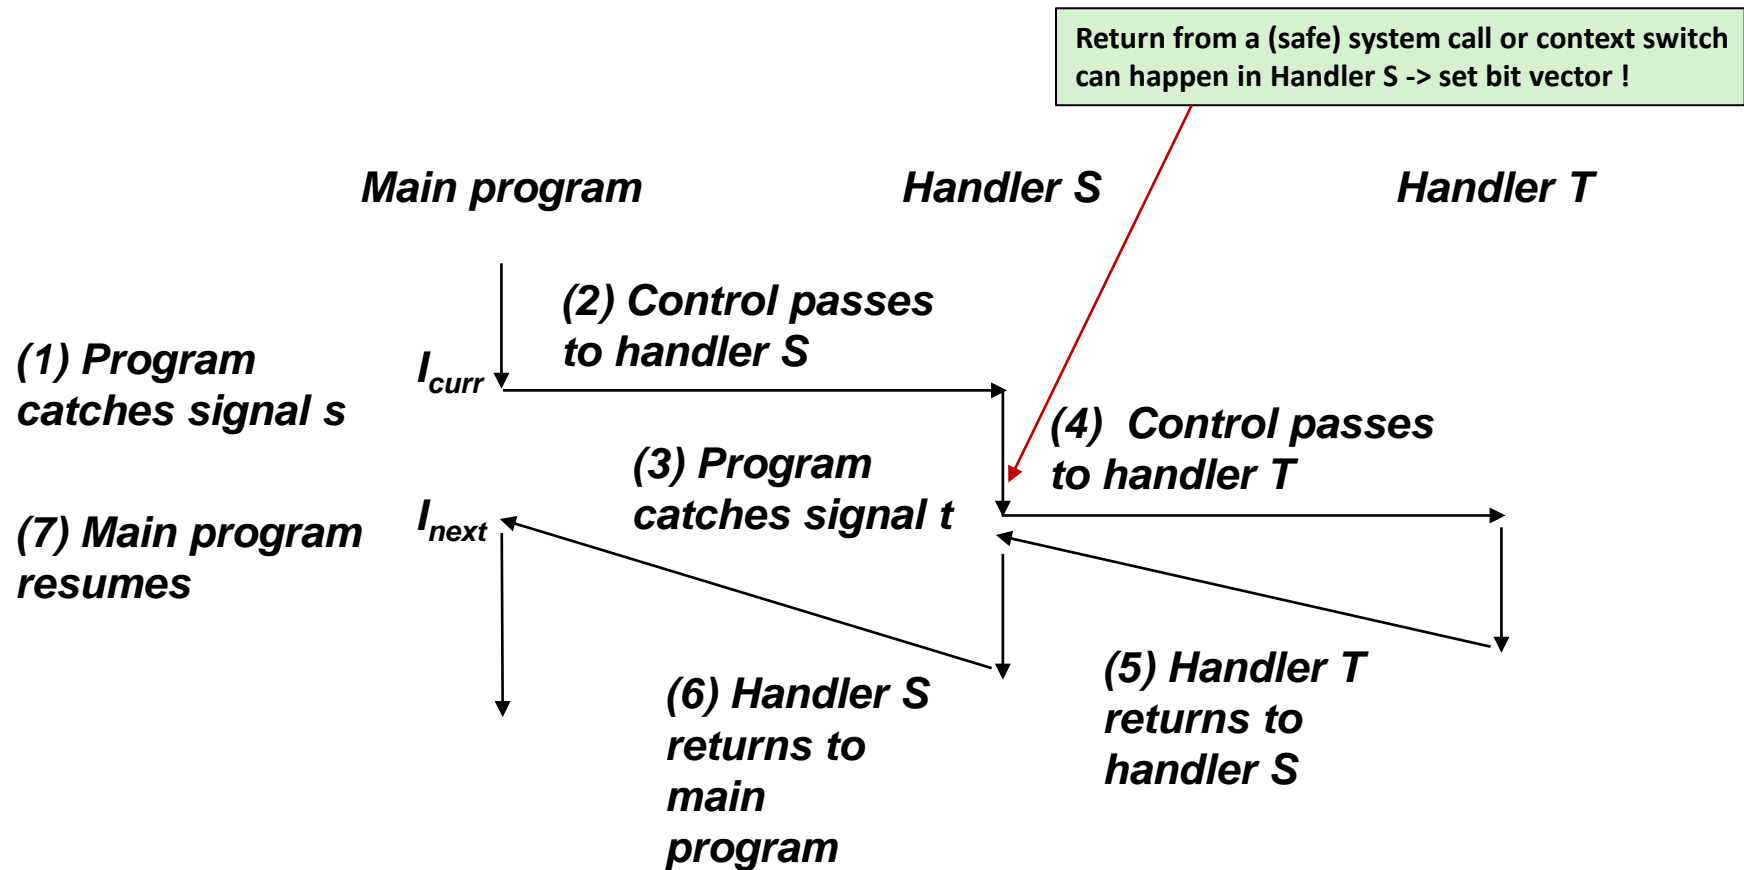 Return from a (safe) system call or context switch
can happen in Handler S -> set bit vector !
Main program
Handler S
Handler T
(2) Control passes
to handler S
(1) Program
catches signal s
Icurr
(4) Control passes
to handler T
(3) Program
catches signal t
(7) Main program
resumes
Inext
(5) Handler T
returns to
handler S
(6) Handler S
returns to
main
program